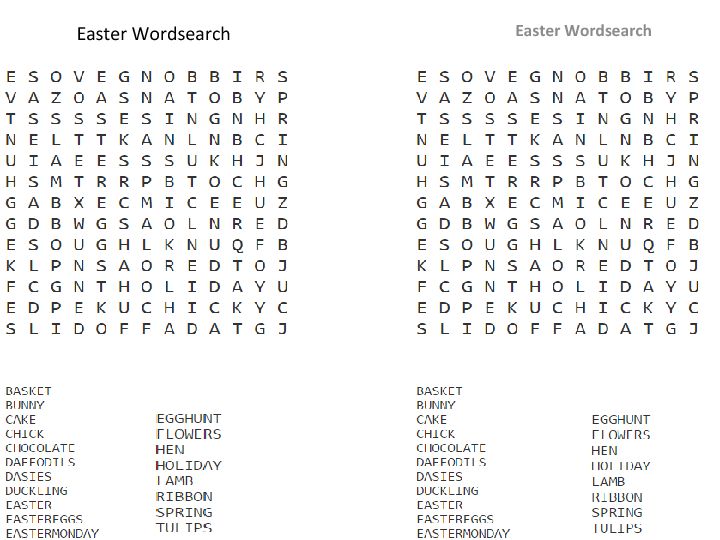 Easter Wordsearch
E S O V E G N O B B I R S
V A Z O A S N A T O B Y P
T S S S S E S I N G N H R
N E L T T K A N L N B C I
U I A E E S S S U K H J N
H S M T R R P B T O C H G
G A B X E C M I C E E U Z
G D B W G S A O L N R E D
E S O U G H L K N U Q F B
K L P N S A O R E D T O J
F C G N T H O L I D A Y U
E D P E K U C H I C K Y C
S L I D O F F A D A T G J
BASKET
BUNNY
CAKE
CHICK
CHOCOLATE
DAFFODILS
DASIES
DUCKLING
EASTER
EASTEREGGS
EASTERMONDAY
EGGHUNT
FLOWERS
HEN
HOLIDAY
LAMB
RIBBON
SPRING
TULIPS
Easter Wordsearch
E S O V E G N O B B I R S
V A Z O A S N A T O B Y P
T S S S S E S I N G N H R
N E L T T K A N L N B C I
U I A E E S S S U K H J N
H S M T R R P B T O C H G
G A B X E C M I C E E U Z
G D B W G S A O L N R E D
E S O U G H L K N U Q F B
K L P N S A O R E D T O J
F C G N T H O L I D A Y U
E D P E K U C H I C K Y C
S L I D O F F A D A T G J
BASKET
BUNNY
CAKE
CHICK
CHOCOLATE
DAFFODILS
DASIES
DUCKLING
EASTER
EASTEREGGS
EASTERMONDAY
EGGHUNT
FLOWERS
HEN
HOLIDAY
LAMB
RIBBON
SPRING
TULIPS